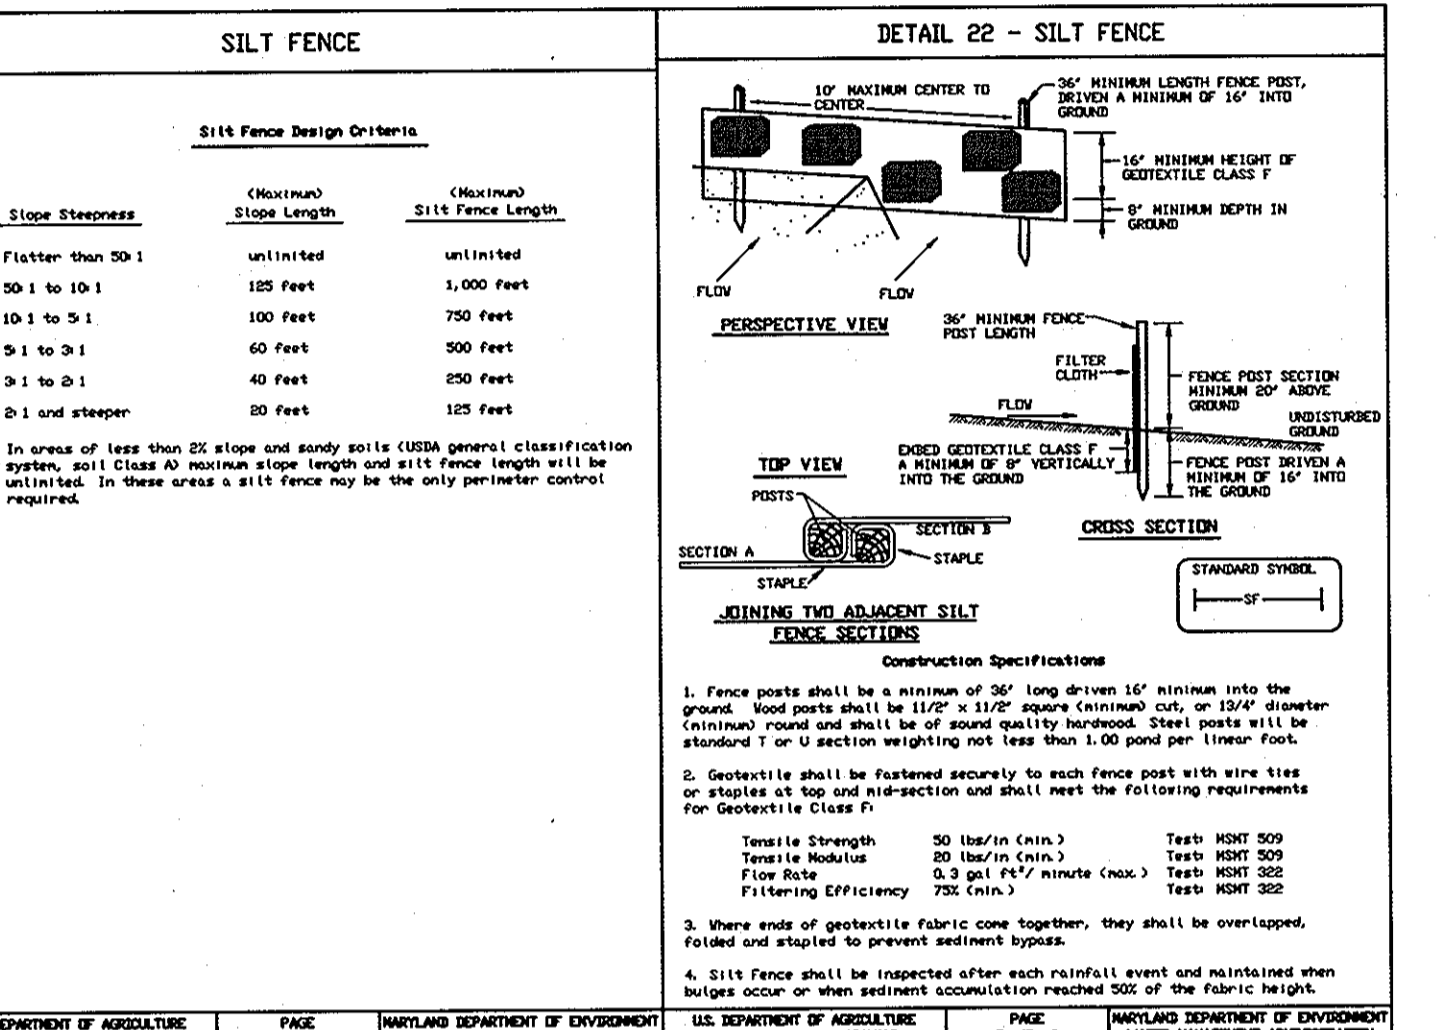 SILT FENCE
Silt Fence Design Criteria
(Maximum) (Maximum)
Slope Steepness Slope Length Silt Fence Length
Flatter than 50:1 unlimited unlimited
50:1 to 10:1 125 feet 1,000 feet
10:1 to 5:1 100 feet 750 feet
5:1 to 3:1 60 feet 500 feet
3:1 to 2:1 40 feet 250 feet
2:1 and steeper 20 feet 125 feet
In areas of less than 2% slope and sandy soils (USDA general classification
system, soil Class A) maximum slope length and silt fence length will be
unlimited. In these areas a silt fence may be the only perimeter control
required.
DEPARTMENT OF AGRICULTURE PAGE MARYLAND DEPARTMENT OF ENVIRONMENT
DETAIL 22 - SILT FENCE
10' MAXIMUM CENTER TO
CENTER
36" MINIMUM LENGTH FENCE POST,
DRIVEN A MINIMUM OF 16" INTO
GROUND
16" MINIMUM HEIGHT OF
GEOTEXTILE CLASS F
8" MINIMUM DEPTH IN
GROUND
FLOW
FLOW
PERSPECTIVE VIEW
36" MINIMUM FENCE
POST LENGTH
FILTER
CLOTH
FENCE POST SECTION
MINIMUM 20" ABOVE
GROUND
FLOW
UNDISTURBED
GROUND
EMBED GEOTEXTILE CLASS F
A MINIMUM OF 8" VERTICALLY
INTO THE GROUND
FENCE POST DRIVEN A
MINIMUM OF 16" INTO
THE GROUND
CROSS SECTION
TOP VIEW
POSTS
SECTION B
SECTION A
STAPLE
STAPLE
JOINING TWO ADJACENT SILT
FENCE SECTIONS
STANDARD SYMBOL
SF
Construction Specifications
1. Fence posts shall be a minimum of 36" long driven 16" minimum into the
ground. Wood posts shall be 11/2" x 11/2" square (minimum) cut, or 13/4" diameter
(minimum) round and shall be of sound quality hardwood. Steel posts will be
standard T or U section weighting not less than 1.00 pond per linear foot.
2. Geotextile shall be fastened securely to each fence post with wire ties
or staples at top and mid-section and shall meet the following requirements
for Geotextile Class F:
Tensile Strength 50 lbs/in (min.) Test: MSMT 509
Tensile Modulus 20 lbs/in (min.) Test: MSMT 509
Flow Rate 0.3 gal ft²/ minute (max.) Test: MSMT 322
Filtering Efficiency 75% (min.) Test: MSMT 322
3. Where ends of geotextile fabric come together, they shall be overlapped,
folded and stapled to prevent sediment bypass.
4. Silt Fence shall be inspected after each rainfall event and maintained when
bulges occur or when sediment accumulation reached 50% of the fabric height.
U.S. DEPARTMENT OF AGRICULTURE PAGE MARYLAND DEPARTMENT OF ENVIRONMENT